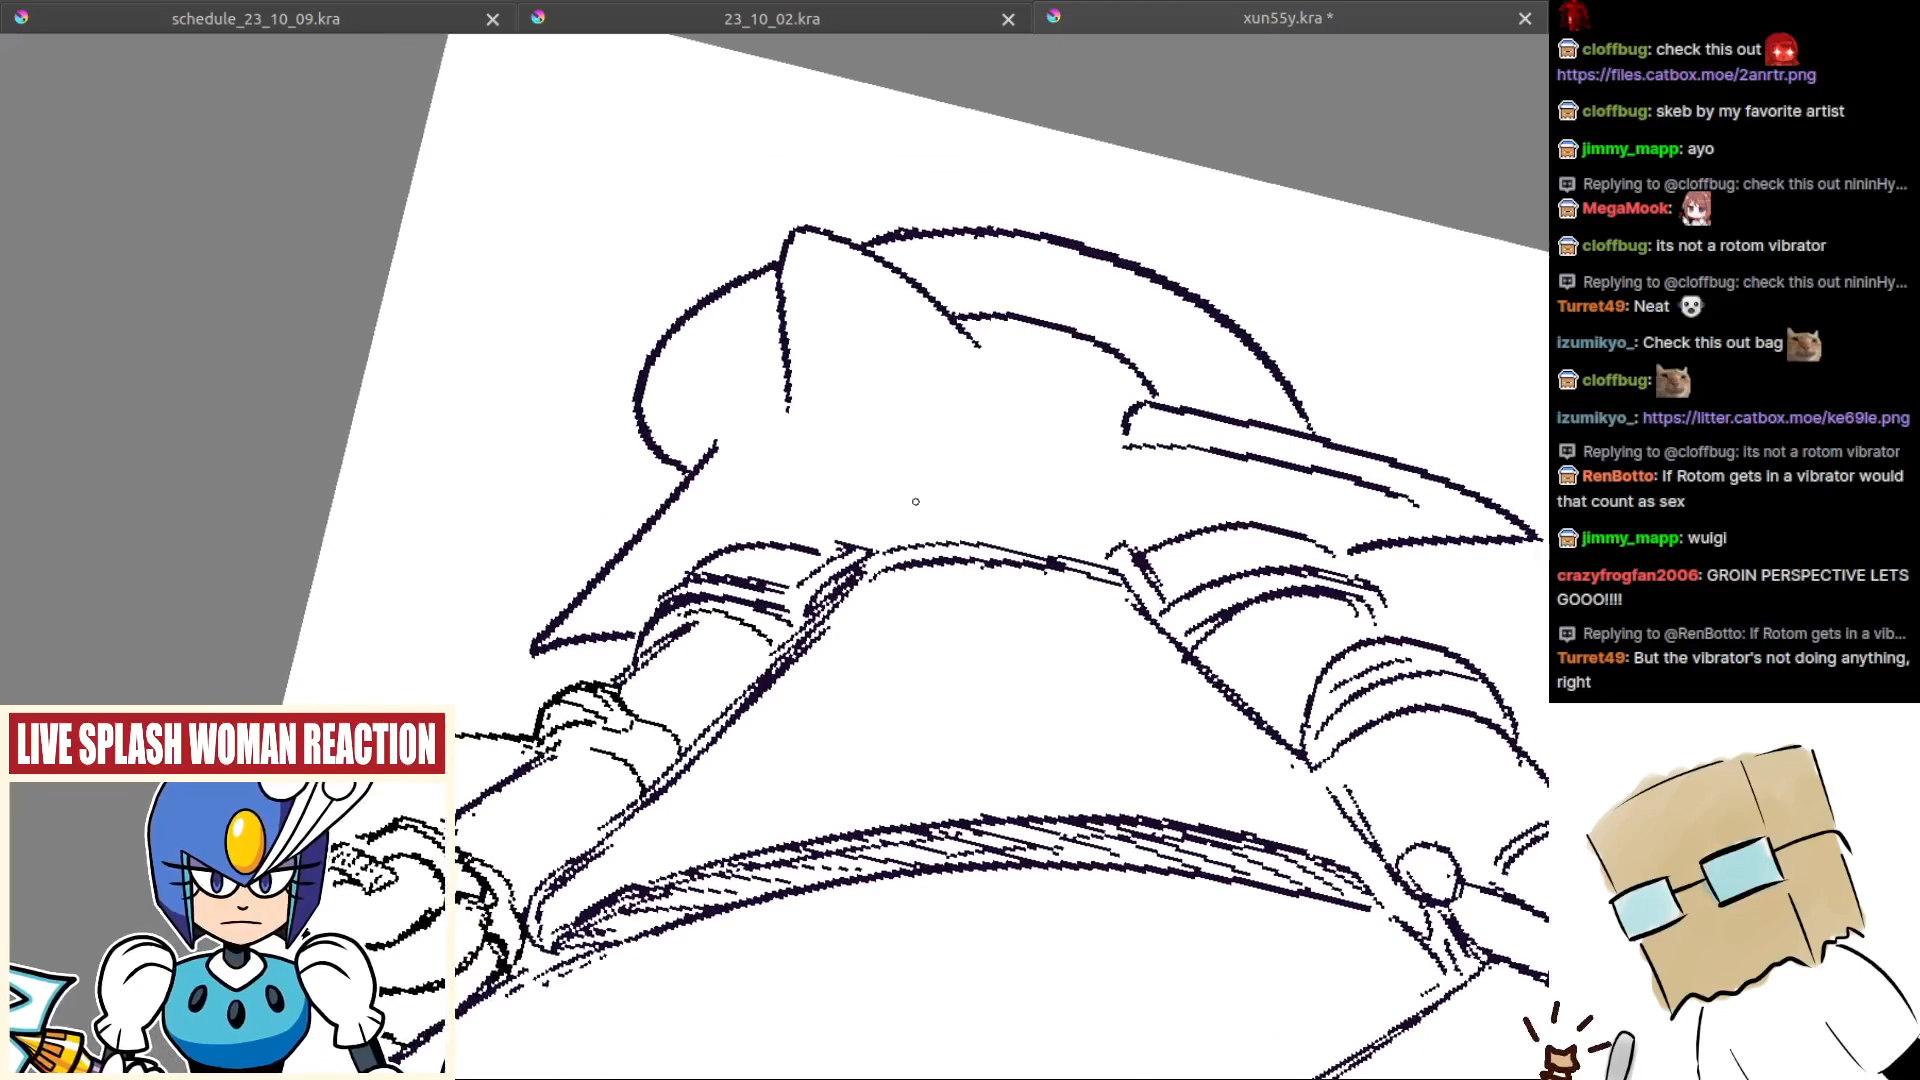 schedule_23_10_09.kra
23_10_02.kra
xun55y.kra *
cloffbug: check this out
https://files.catbox.moe/2anrtr.png
cloffbug: skeb by my favorite artist
jimmy_mapp: ayo
Replying to @cloffbug: check this out nininHy...
MegaMook:
cloffbug: its not a rotom vibrator
Replying to @cloffbug: check this out nininHy...
Turret49: Neat
izumikyo_: Check this out bag
cloffbug:
izumikyo_: https://litter.catbox.moe/ke69le.png
Replying to @cloffbug: its not a rotom vibrator
RenBotto: If Rotom gets in a vibrator would
that count as sex
jimmy_mapp: wuigi
crazyfrogfan2006: GROIN PERSPECTIVE LETS
GOOO!!!!
Replying to @RenBotto: If Rotom gets in a vib...
Turret49: But the vibrator's not doing anything,
right
LIVE SPLASH WOMAN REACTION